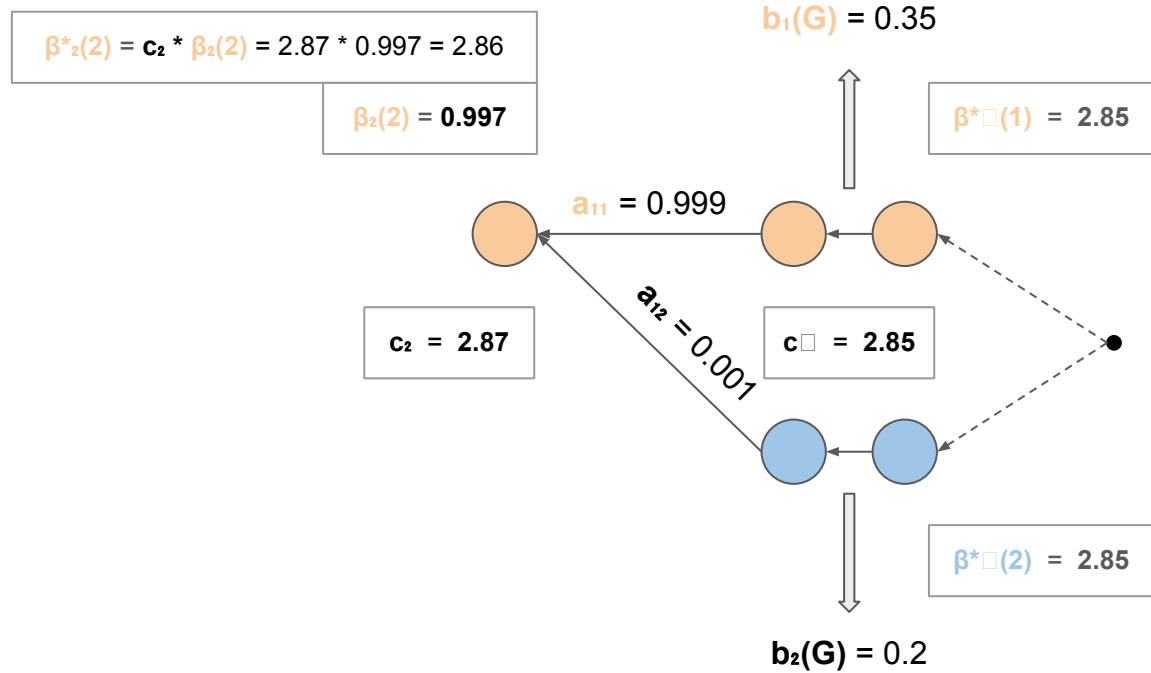 b₁(G) = 0.35
β*₂(2) = c₂ * β₂(2) = 2.87 * 0.997 = 2.86
β₂(2) = 0.997
β*□(1) = 2.85
a₁₁ = 0.999
a₁₂ = 0.001
c₂ = 2.87
c□ = 2.85
β*□(2) = 2.85
b₂(G) = 0.2